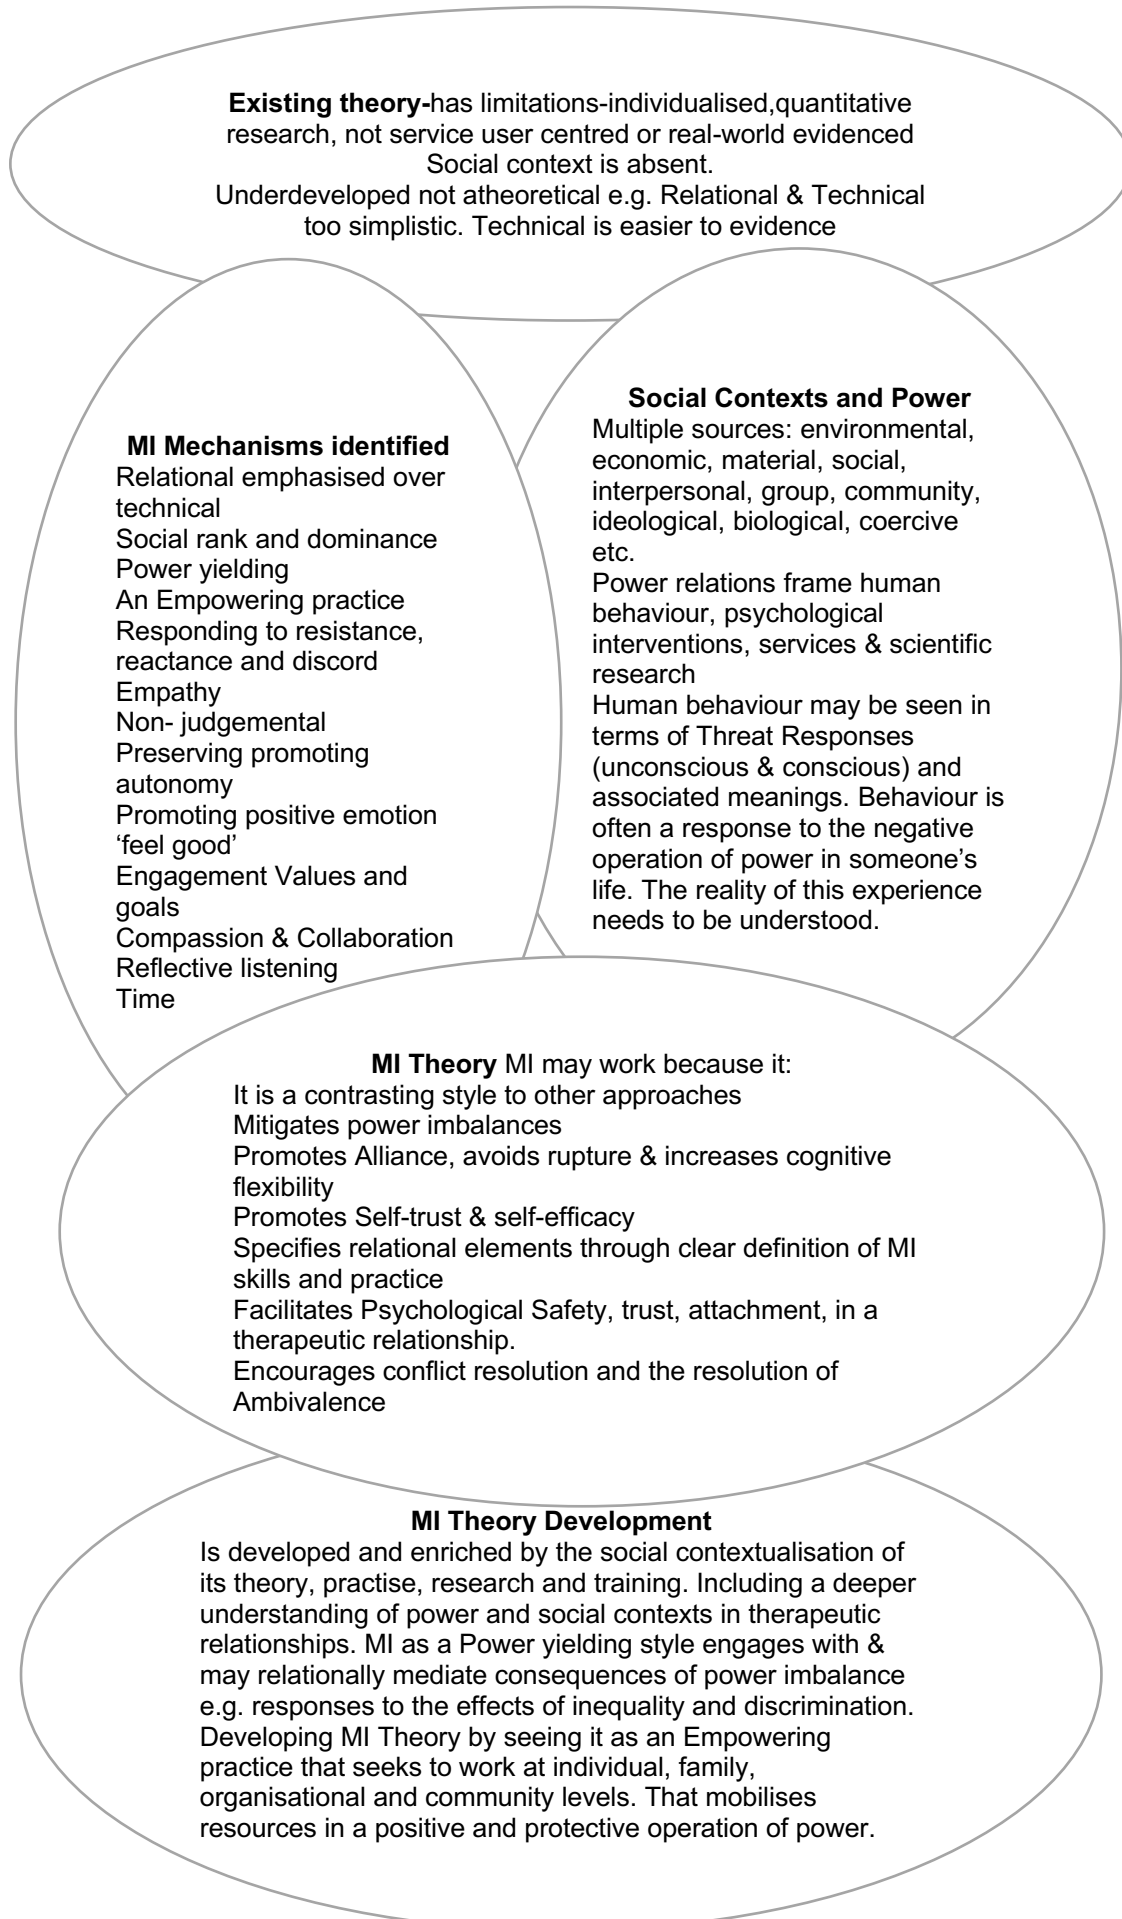 Existing theory-has limitations-individualised,quantitative
research, not service user centred or real-world evidenced
Social context is absent.
Underdeveloped not atheoretical e.g. Relational & Technical
too simplistic. Technical is easier to evidence
MI Mechanisms identified
Relational emphasised over
technical
Social rank and dominance
Power yielding
An Empowering practice
Responding to resistance,
reactance and discord
Empathy
Non- judgemental
Preserving promoting
autonomy
Promoting positive emotion
‘feel good’
Engagement Values and
goals
Compassion & Collaboration
Reflective listening
Time
Social Contexts and Power
Multiple sources: environmental,
economic, material, social,
interpersonal, group, community,
ideological, biological, coercive
etc.
Power relations frame human
behaviour, psychological
interventions, services & scientific
research
Human behaviour may be seen in
terms of Threat Responses
(unconscious & conscious) and
associated meanings. Behaviour is
often a response to the negative
operation of power in someone’s
life. The reality of this experience
needs to be understood.
MI Theory MI may work because it:
It is a contrasting style to other approaches
Mitigates power imbalances
Promotes Alliance, avoids rupture & increases cognitive
flexibility
Promotes Self-trust & self-efficacy
Specifies relational elements through clear definition of MI
skills and practice
Facilitates Psychological Safety, trust, attachment, in a
therapeutic relationship.
Encourages conflict resolution and the resolution of
Ambivalence
MI Theory Development
Is developed and enriched by the social contextualisation of
its theory, practise, research and training. Including a deeper
understanding of power and social contexts in therapeutic
relationships. MI as a Power yielding style engages with &
may relationally mediate consequences of power imbalance
e.g. responses to the effects of inequality and discrimination.
Developing MI Theory by seeing it as an Empowering
practice that seeks to work at individual, family,
organisational and community levels. That mobilises
resources in a positive and protective operation of power.